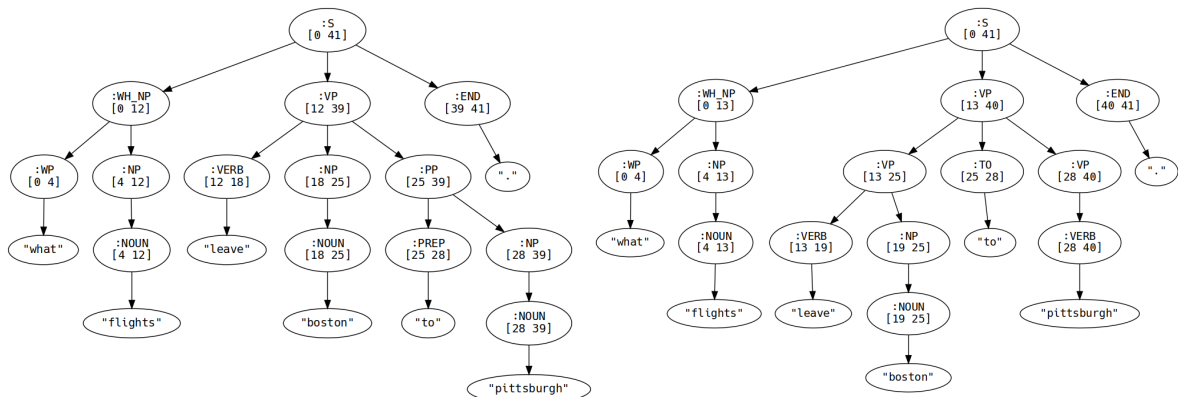 :S
[0 41]
:WH_NP
[0 12]
:VP
[12 39]
:END
[39 41]
:WP
[0 4]
:NP
[4 12]
:VERB
[12 18]
:NP
[18 25]
:PP
[25 39]
"."
"what"
:NOUN
[4 12]
"leave"
:NOUN
[18 25]
:PREP
[25 28]
:NP
[28 39]
"flights"
"boston"
"to"
:NOUN
[28 39]
"pittsburgh"
:S
[0 41]
:WH_NP
[0 13]
:VP
[13 40]
:END
[40 41]
:WP
[0 4]
:NP
[4 13]
:VP
[13 25]
:TO
[25 28]
:VP
[28 40]
"."
"what"
:NOUN
[4 13]
:VERB
[13 19]
:NP
[19 25]
"to"
:VERB
[28 40]
"flights"
"leave"
:NOUN
[19 25]
"pittsburgh"
"boston"